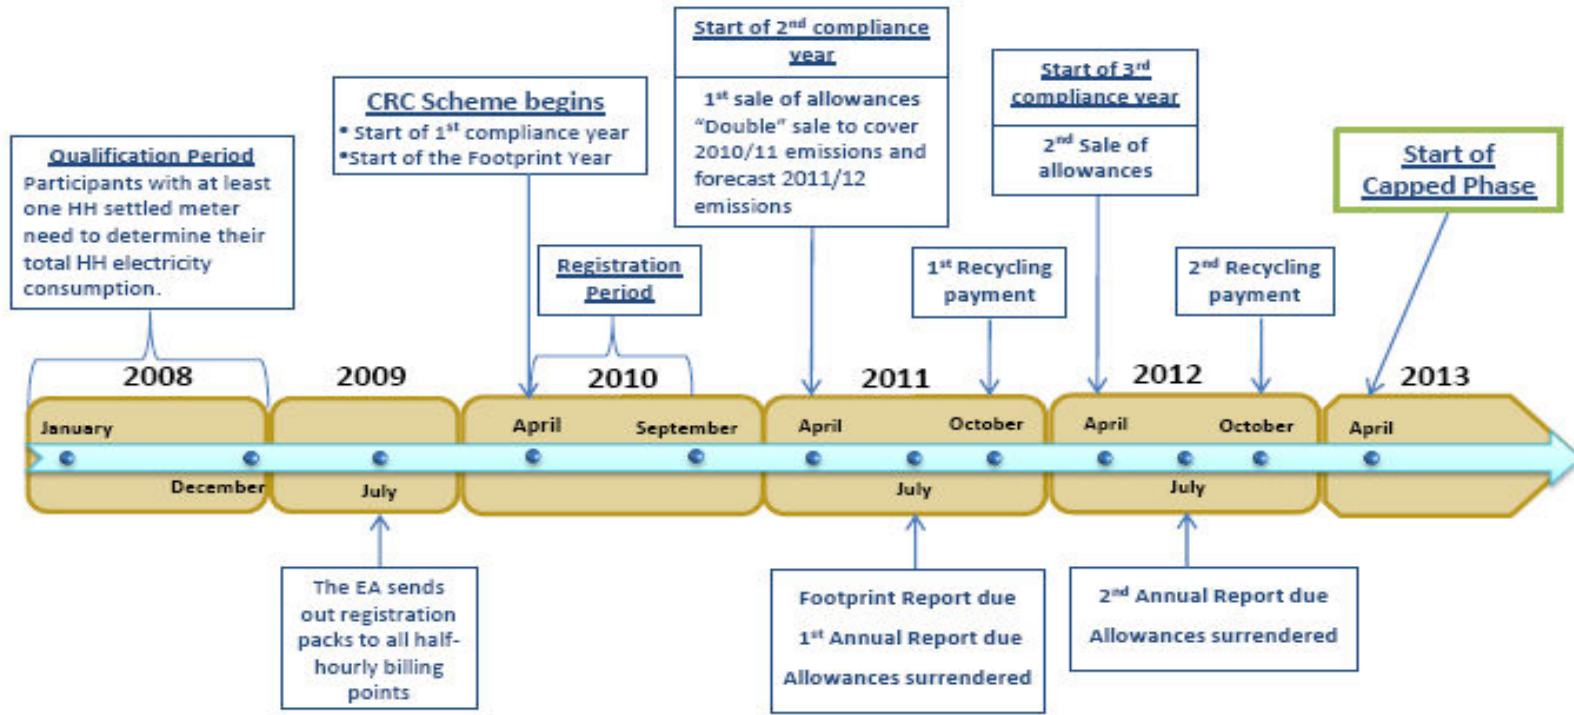 Qualification Period
Participants with at least
one HH settled meter
need to determine their
total HH electricity
consumption.
CRC Scheme begins
• Start of 1st compliance year
•Start of the Footprint Year
Registration
Period
Start of 2nd compliance
year
1st sale of allowances
"Double" sale to cover
2010/11 emissions and
forecast 2011/12
emissions
1st Recycling
payment
Start of 3rd
compliance year
2nd Sale of
allowances
2nd Recycling
payment
Start of
Capped Phase
2008
2009
2010
2011
2012
2013
January
April
September
April
October
April
October
April
December
July
July
July
The EA sends
out registration
packs to all half-
hourly billing
points
Footprint Report due
1st Annual Report due
Allowances surrendered
2nd Annual Report due
Allowances surrendered